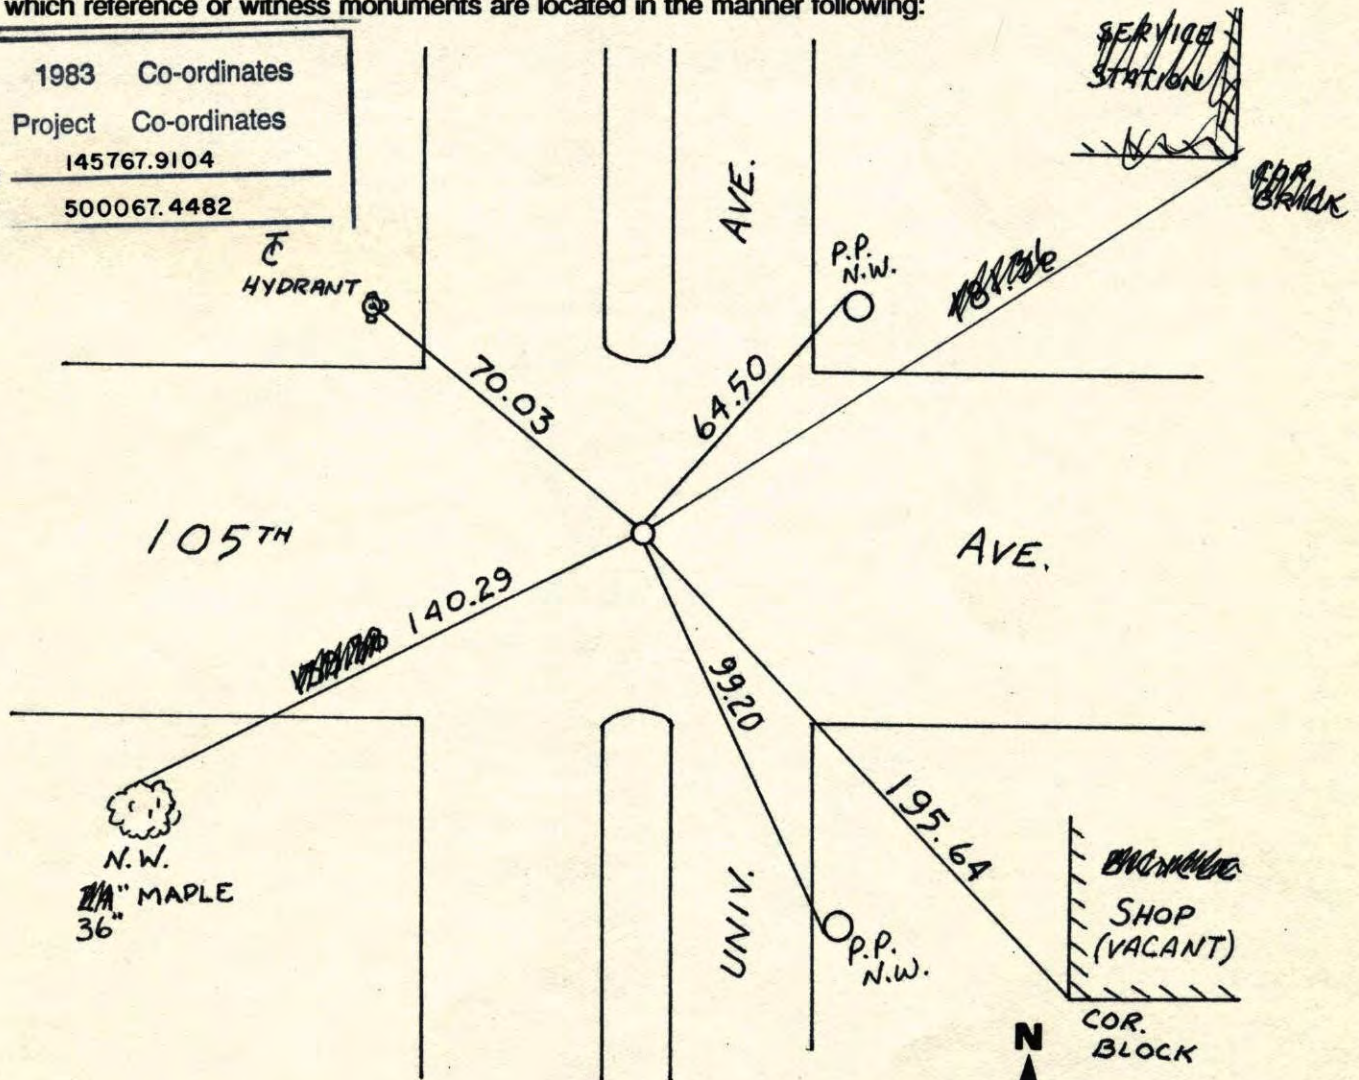 which reference or witness monuments are located in the manner following:
1983 Co-ordinates
Project Co-ordinates
145767.9104
500067.4482
SERVICE
STATION
COR
BRICK
T/C
HYDRANT
AVE.
P.P.
N.W.
70.03
64.50
105TH
AVE.
140.29
99.20
195.64
N.W.
" MAPLE
36"
UNIV.
P.P.
N.W.
SHOP
(VACANT)
COR.
BLOCK
N